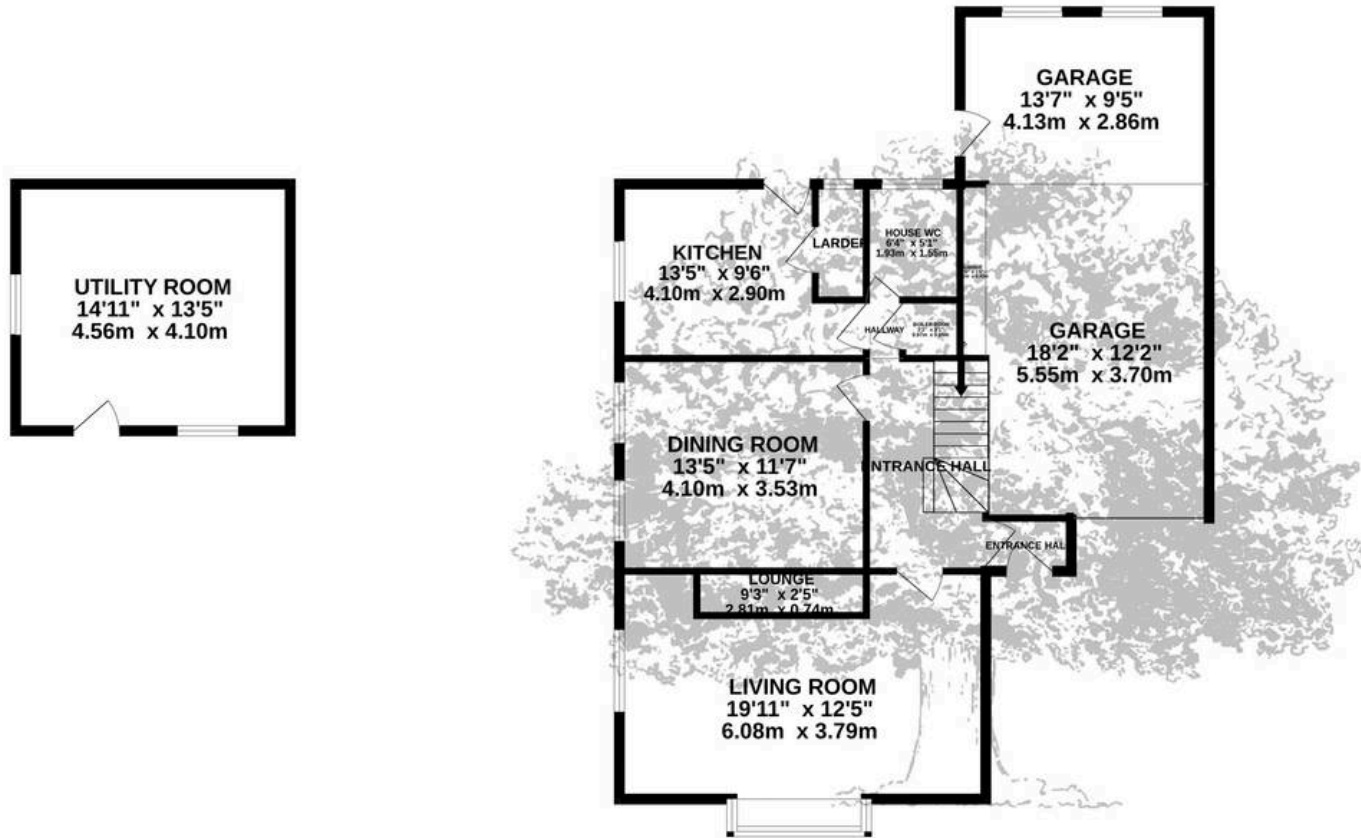 GARAGE
13'7" x 9'5"
4.13m x 2.86m
UTILITY ROOM
14'11" x 13'5"
4.56m x 4.10m
KITCHEN
13'5" x 9'6"
4.10m x 2.90m
LARDER
HOUSE WC
6'4" x 5'1"
1.93m x 1.55m
HALLWAY
BOILER ROOM
GARAGE
18'2" x 12'2"
5.55m x 3.70m
DINING ROOM
13'5" x 11'7"
4.10m x 3.53m
ENTRANCE HALL
ENTRANCE HALL
LOUNGE
9'3" x 2'5"
2.81m x 0.74m
LIVING ROOM
19'11" x 12'5"
6.08m x 3.79m